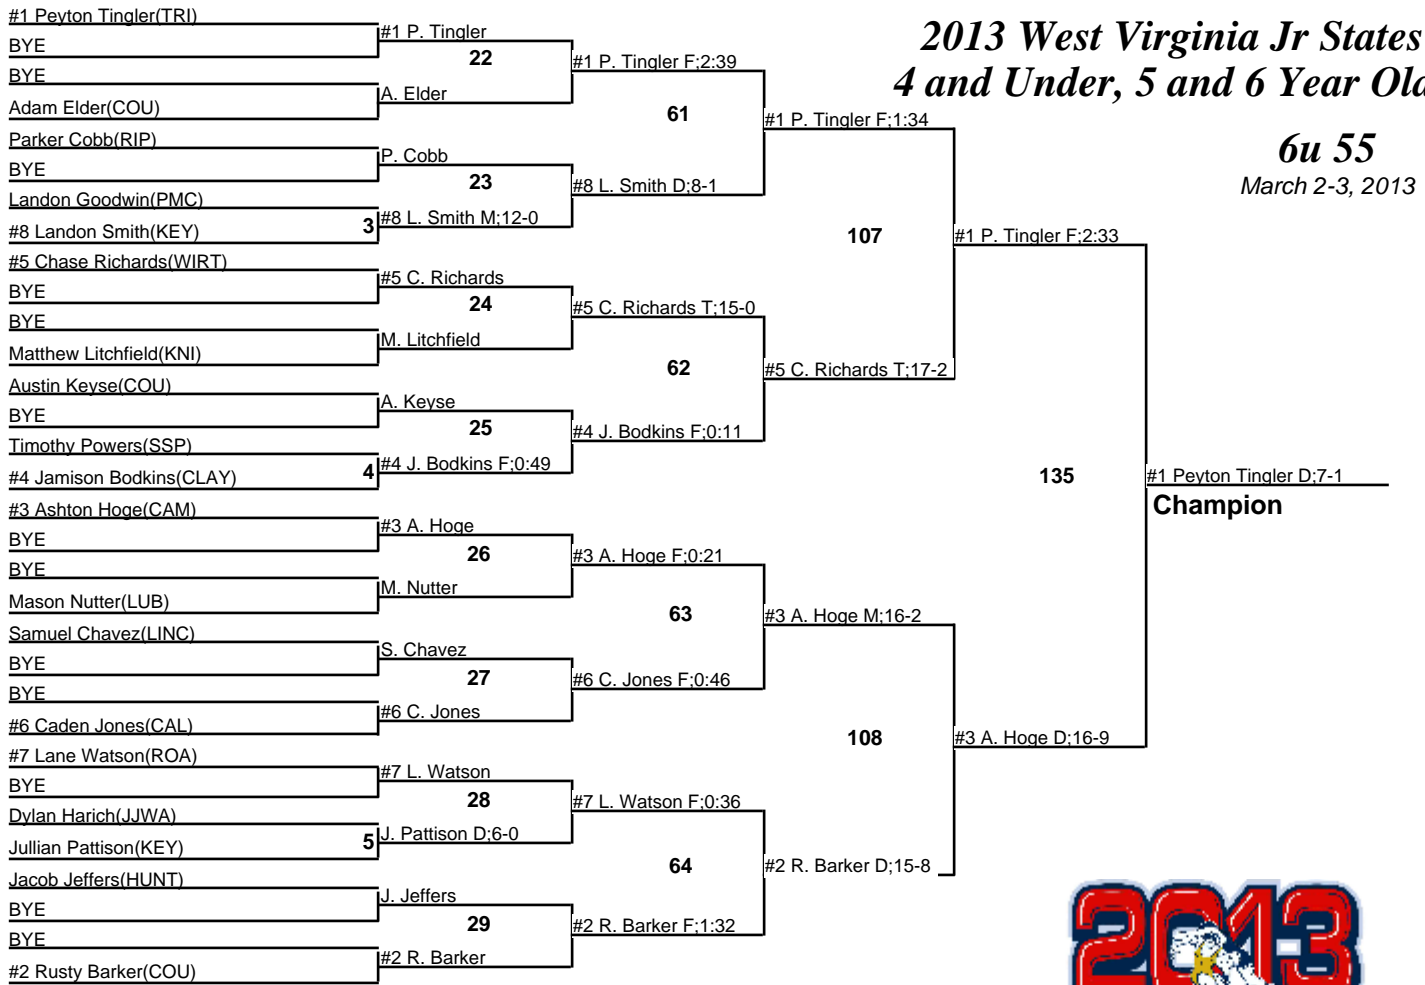 2013 West Virginia Jr States
4 and Under, 5 and 6 Year Old
6u 55
March 2-3, 2013
#1 Peyton Tingler(TRI)
BYE
BYE
Adam Elder(COU)
Parker Cobb(RIP)
BYE
Landon Goodwin(PMC)
#8 Landon Smith(KEY)
#5 Chase Richards(WIRT)
BYE
BYE
Matthew Litchfield(KNI)
Austin Keyse(COU)
BYE
Timothy Powers(SSP)
#4 Jamison Bodkins(CLAY)
#3 Ashton Hoge(CAM)
BYE
BYE
Mason Nutter(LUB)
Samuel Chavez(LINC)
BYE
BYE
#6 Caden Jones(CAL)
#7 Lane Watson(ROA)
BYE
Dylan Harich(JJWA)
Jullian Pattison(KEY)
Jacob Jeffers(HUNT)
BYE
BYE
#2 Rusty Barker(COU)
3
4
5
#1 P. Tingler
22
A. Elder
P. Cobb
23
#8 L. Smith M;12-0
#5 C. Richards
24
M. Litchfield
A. Keyse
25
#4 J. Bodkins F;0:49
#3 A. Hoge
26
M. Nutter
S. Chavez
27
#6 C. Jones
#7 L. Watson
28
J. Pattison D;6-0
J. Jeffers
29
#2 R. Barker
#1 P. Tingler F;2:39
61
#8 L. Smith D;8-1
#5 C. Richards T;15-0
62
#4 J. Bodkins F;0:11
#3 A. Hoge F;0:21
63
#6 C. Jones F;0:46
#7 L. Watson F;0:36
64
#2 R. Barker F;1:32
#1 P. Tingler F;1:34
107
#5 C. Richards T;17-2
#3 A. Hoge M;16-2
108
#2 R. Barker D;15-8
#1 P. Tingler F;2:33
135
#3 A. Hoge D;16-9
#1 Peyton Tingler D;7-1
Champion
2013